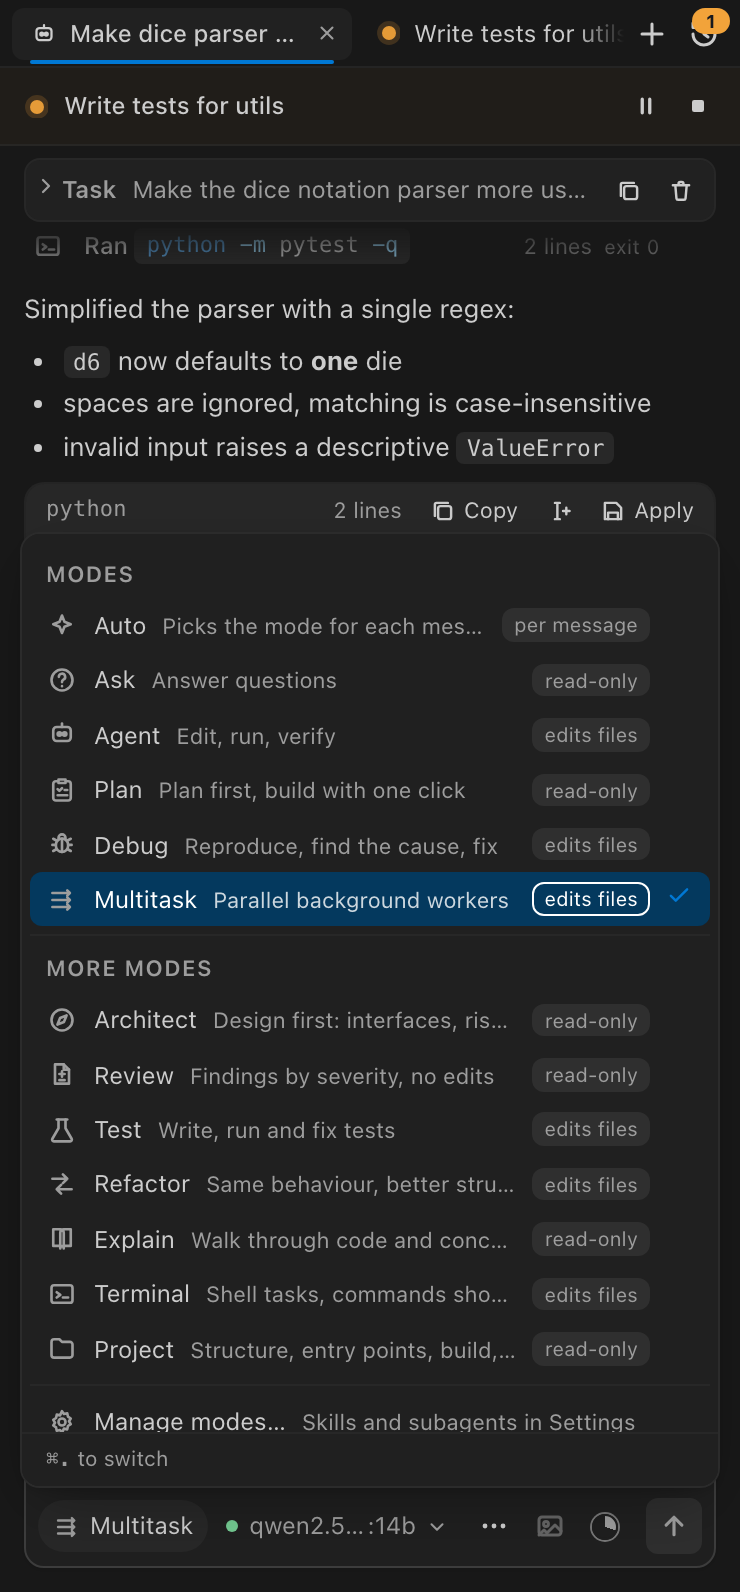 Make dice parser ...
Write tests for utils
1
Write tests for utils
Task Make the dice notation parser more us...
Ran python -m pytest -q 2 lines exit 0
Simplified the parser with a single regex:
• d6 now defaults to one die
• spaces are ignored, matching is case-insensitive
• invalid input raises a descriptive ValueError
python 2 lines Copy Apply
MODES
Auto Picks the mode for each mes... per message
Ask Answer questions read-only
Agent Edit, run, verify edits files
Plan Plan first, build with one click read-only
Debug Reproduce, find the cause, fix edits files
Multitask Parallel background workers edits files
MORE MODES
Architect Design first: interfaces, ris... read-only
Review Findings by severity, no edits read-only
Test Write, run and fix tests edits files
Refactor Same behaviour, better stru... edits files
Explain Walk through code and conc... read-only
Terminal Shell tasks, commands sho... edits files
Project Structure, entry points, build,... read-only
Manage modes... Skills and subagents in Settings
⌘. to switch
Multitask qwen2.5...:14b